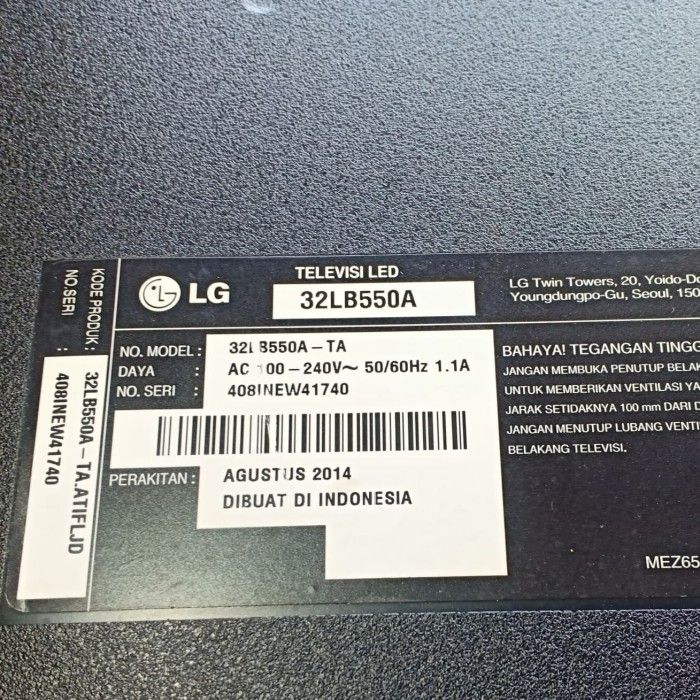 TELEVISI LED
LG
32LB550A
LG Twin Towers, 20, Yoido-Do
Youngdungpo-Gu, Seoul, 150
NO. MODEL : 32LB550A-TA
DAYA : AC 100-240V~ 50/60Hz 1.1A
NO. SERI : 408INEW41740
PERAKITAN : AGUSTUS 2014
DIBUAT DI INDONESIA
BAHAYA! TEGANGAN TINGG
JANGAN MEMBUKA PENUTUP BELAK
UNTUK MEMBERIKAN VENTILASI YA
JARAK SETIDAKNYA 100 mm DARI D
JANGAN MENUTUP LUBANG VENTI
BELAKANG TELEVISI.
MEZ65
KODE PRODUK : 32LB550A-TA.ATIFLJD
NO.SERI : 408INEW41740